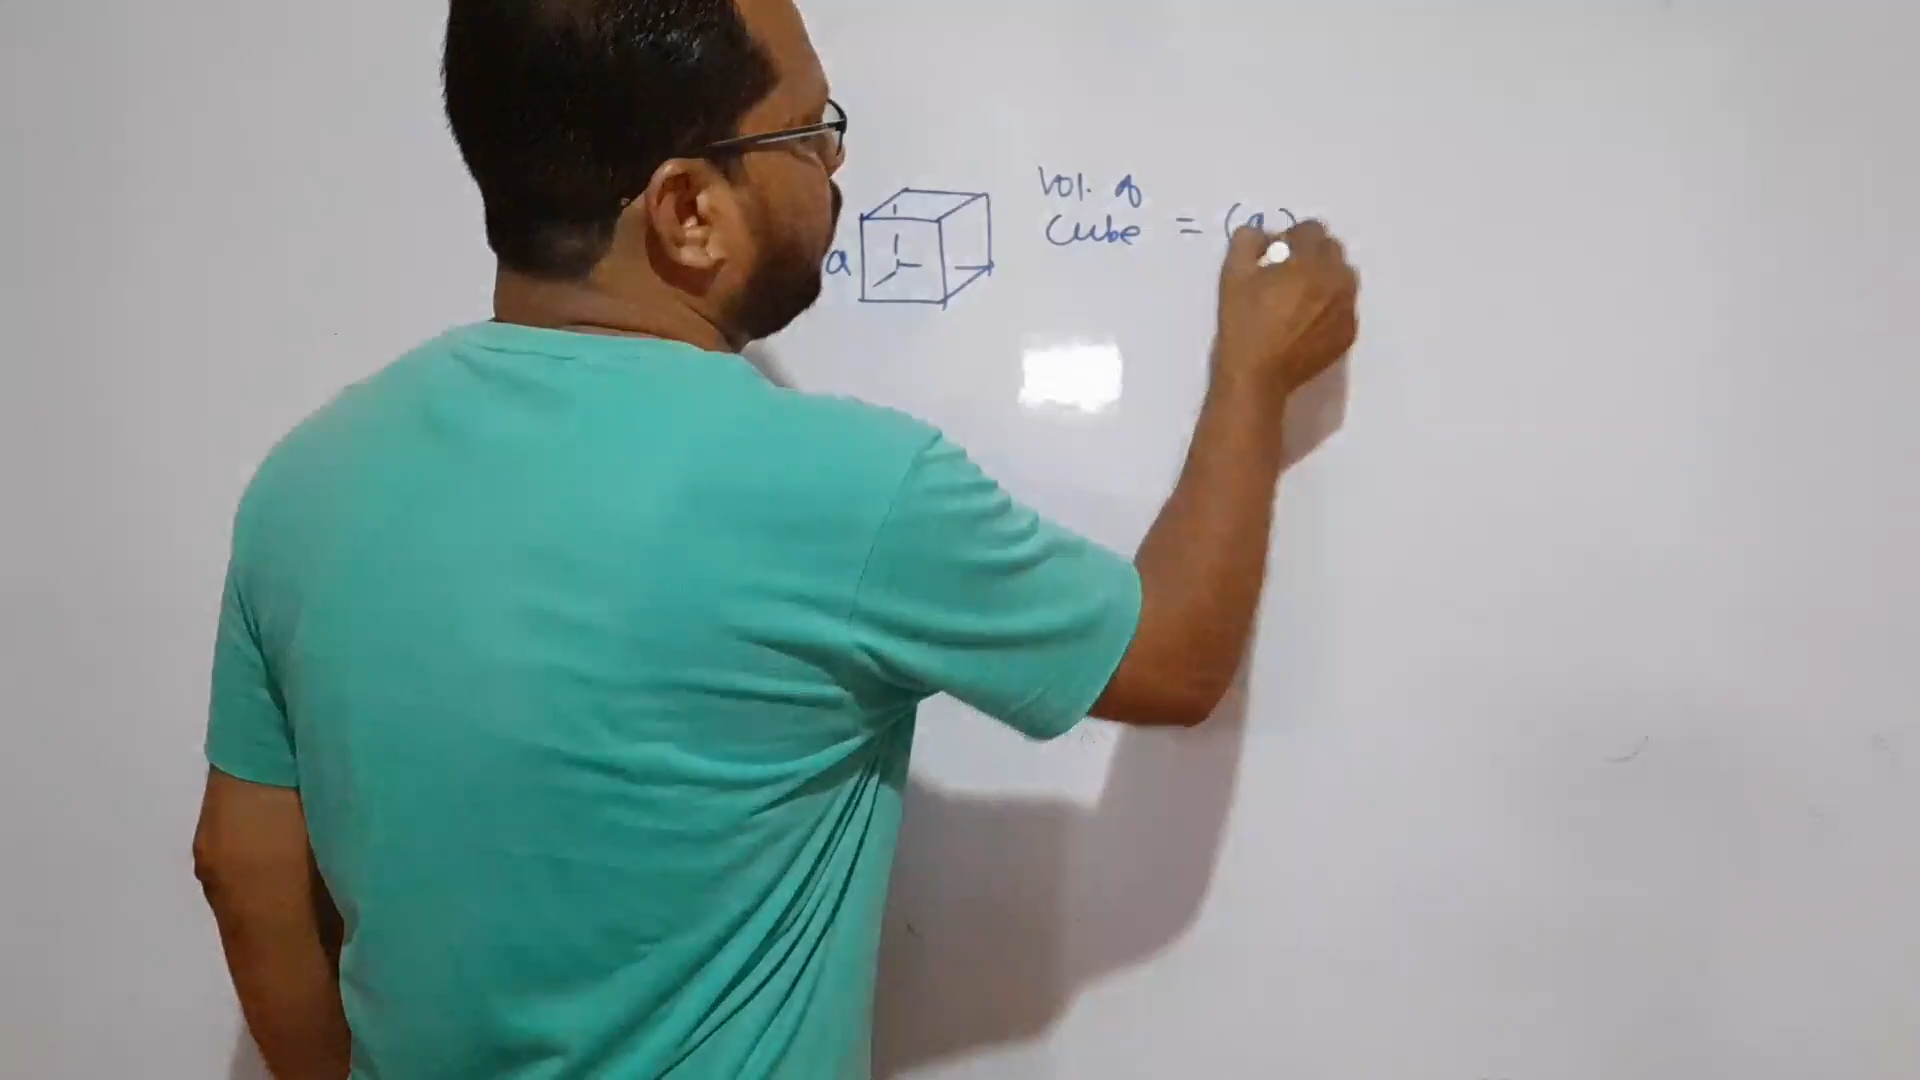 a
Vol. of
Cube = (a)